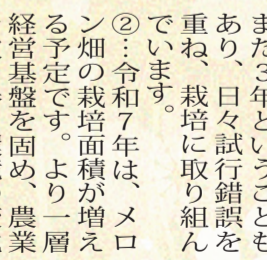 まだ３年ということも
あり、日々試行錯誤を
重ね、栽培に取り組ん
でいます。
②…令和７年は、メロ
ン畑の栽培面積が増え
る予定です。より一層
経営基盤を固め、農業